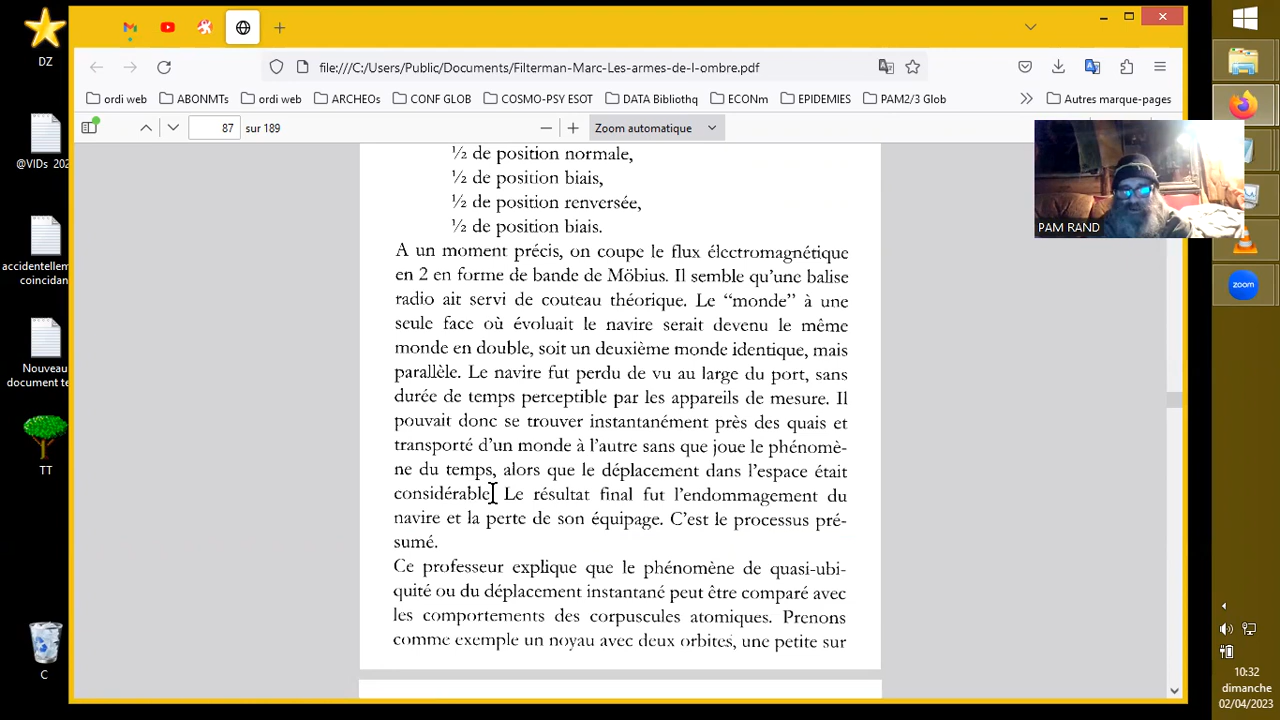 DZ
@VIDs 202
accidentellem
coincidan
Nouveau
document te
TT
C
file:///C:/Users/Public/Documents/Filterman-Marc-Les-armes-de-l-ombre.pdf
ordi web
ABONMTs
ordi web
ARCHEOs
CONF GLOB
COSMO-PSY ESOT
DATA Bibliothq
ECONm
EPIDEMIES
PAM2/3 Glob
Autres marque-pages
87 sur 189
Zoom automatique
PAM RAND
½ de position normale,
½ de position biais,
½ de position renversée,
½ de position biais.
A un moment précis, on coupe le flux électromagnétique
en 2 en forme de bande de Möbius. Il semble qu’une balise
radio ait servi de couteau théorique. Le “monde” à une
seule face où évoluait le navire serait devenu le même
monde en double, soit un deuxième monde identique, mais
parallèle. Le navire fut perdu de vu au large du port, sans
durée de temps perceptible par les appareils de mesure. Il
pouvait donc se trouver instantanément près des quais et
transporté d’un monde à l’autre sans que joue le phénomè-
ne du temps, alors que le déplacement dans l’espace était
considérable. Le résultat final fut l’endommagement du
navire et la perte de son équipage. C’est le processus pré-
sumé.
Ce professeur explique que le phénomène de quasi-ubi-
quité ou du déplacement instantané peut être comparé avec
les comportements des corpuscules atomiques. Prenons
comme exemple un noyau avec deux orbites, une petite sur
zoom
10:32
dimanche
02/04/2023